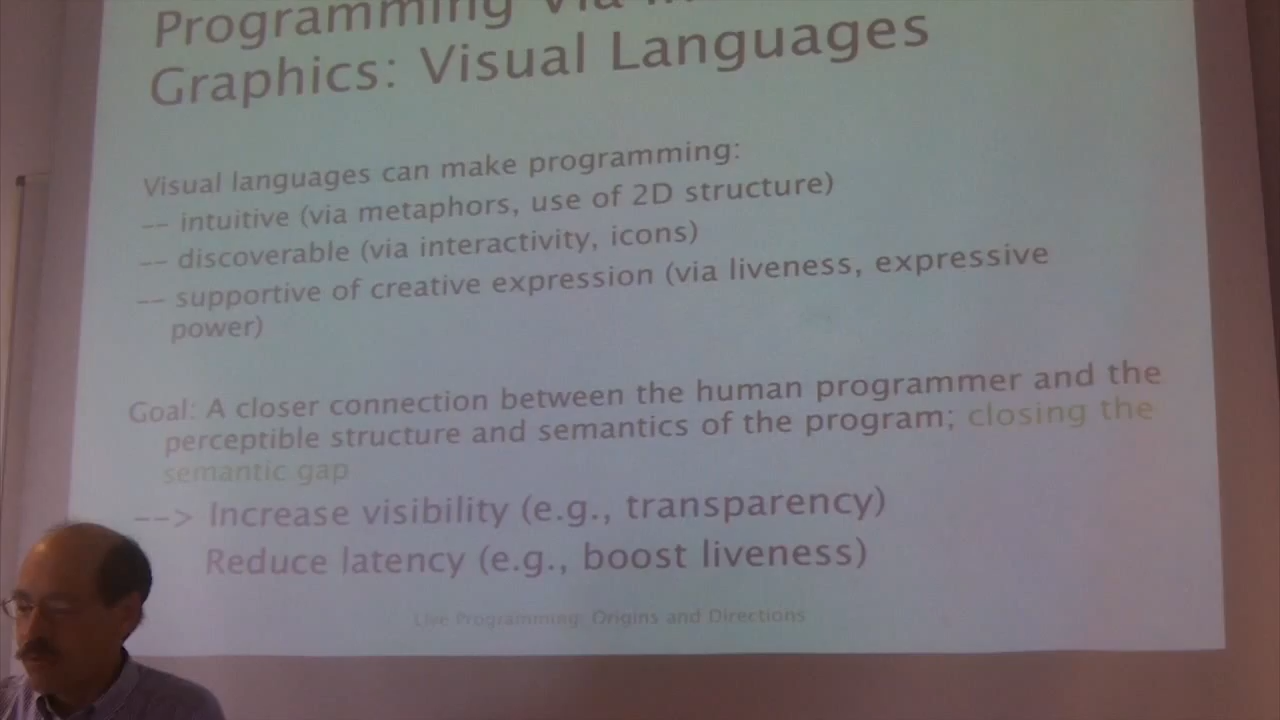 Programming Via
Graphics: Visual Languages
Visual languages can make programming:
-- intuitive (via metaphors, use of 2D structure)
-- discoverable (via interactivity, icons)
-- supportive of creative expression (via liveness, expressive
power)
Goal: A closer connection between the human programmer and the
perceptible structure and semantics of the program; closing the
semantic gap
--> Increase visibility (e.g., transparency)
Reduce latency (e.g., boost liveness)
Live Programming: Origins and Directions